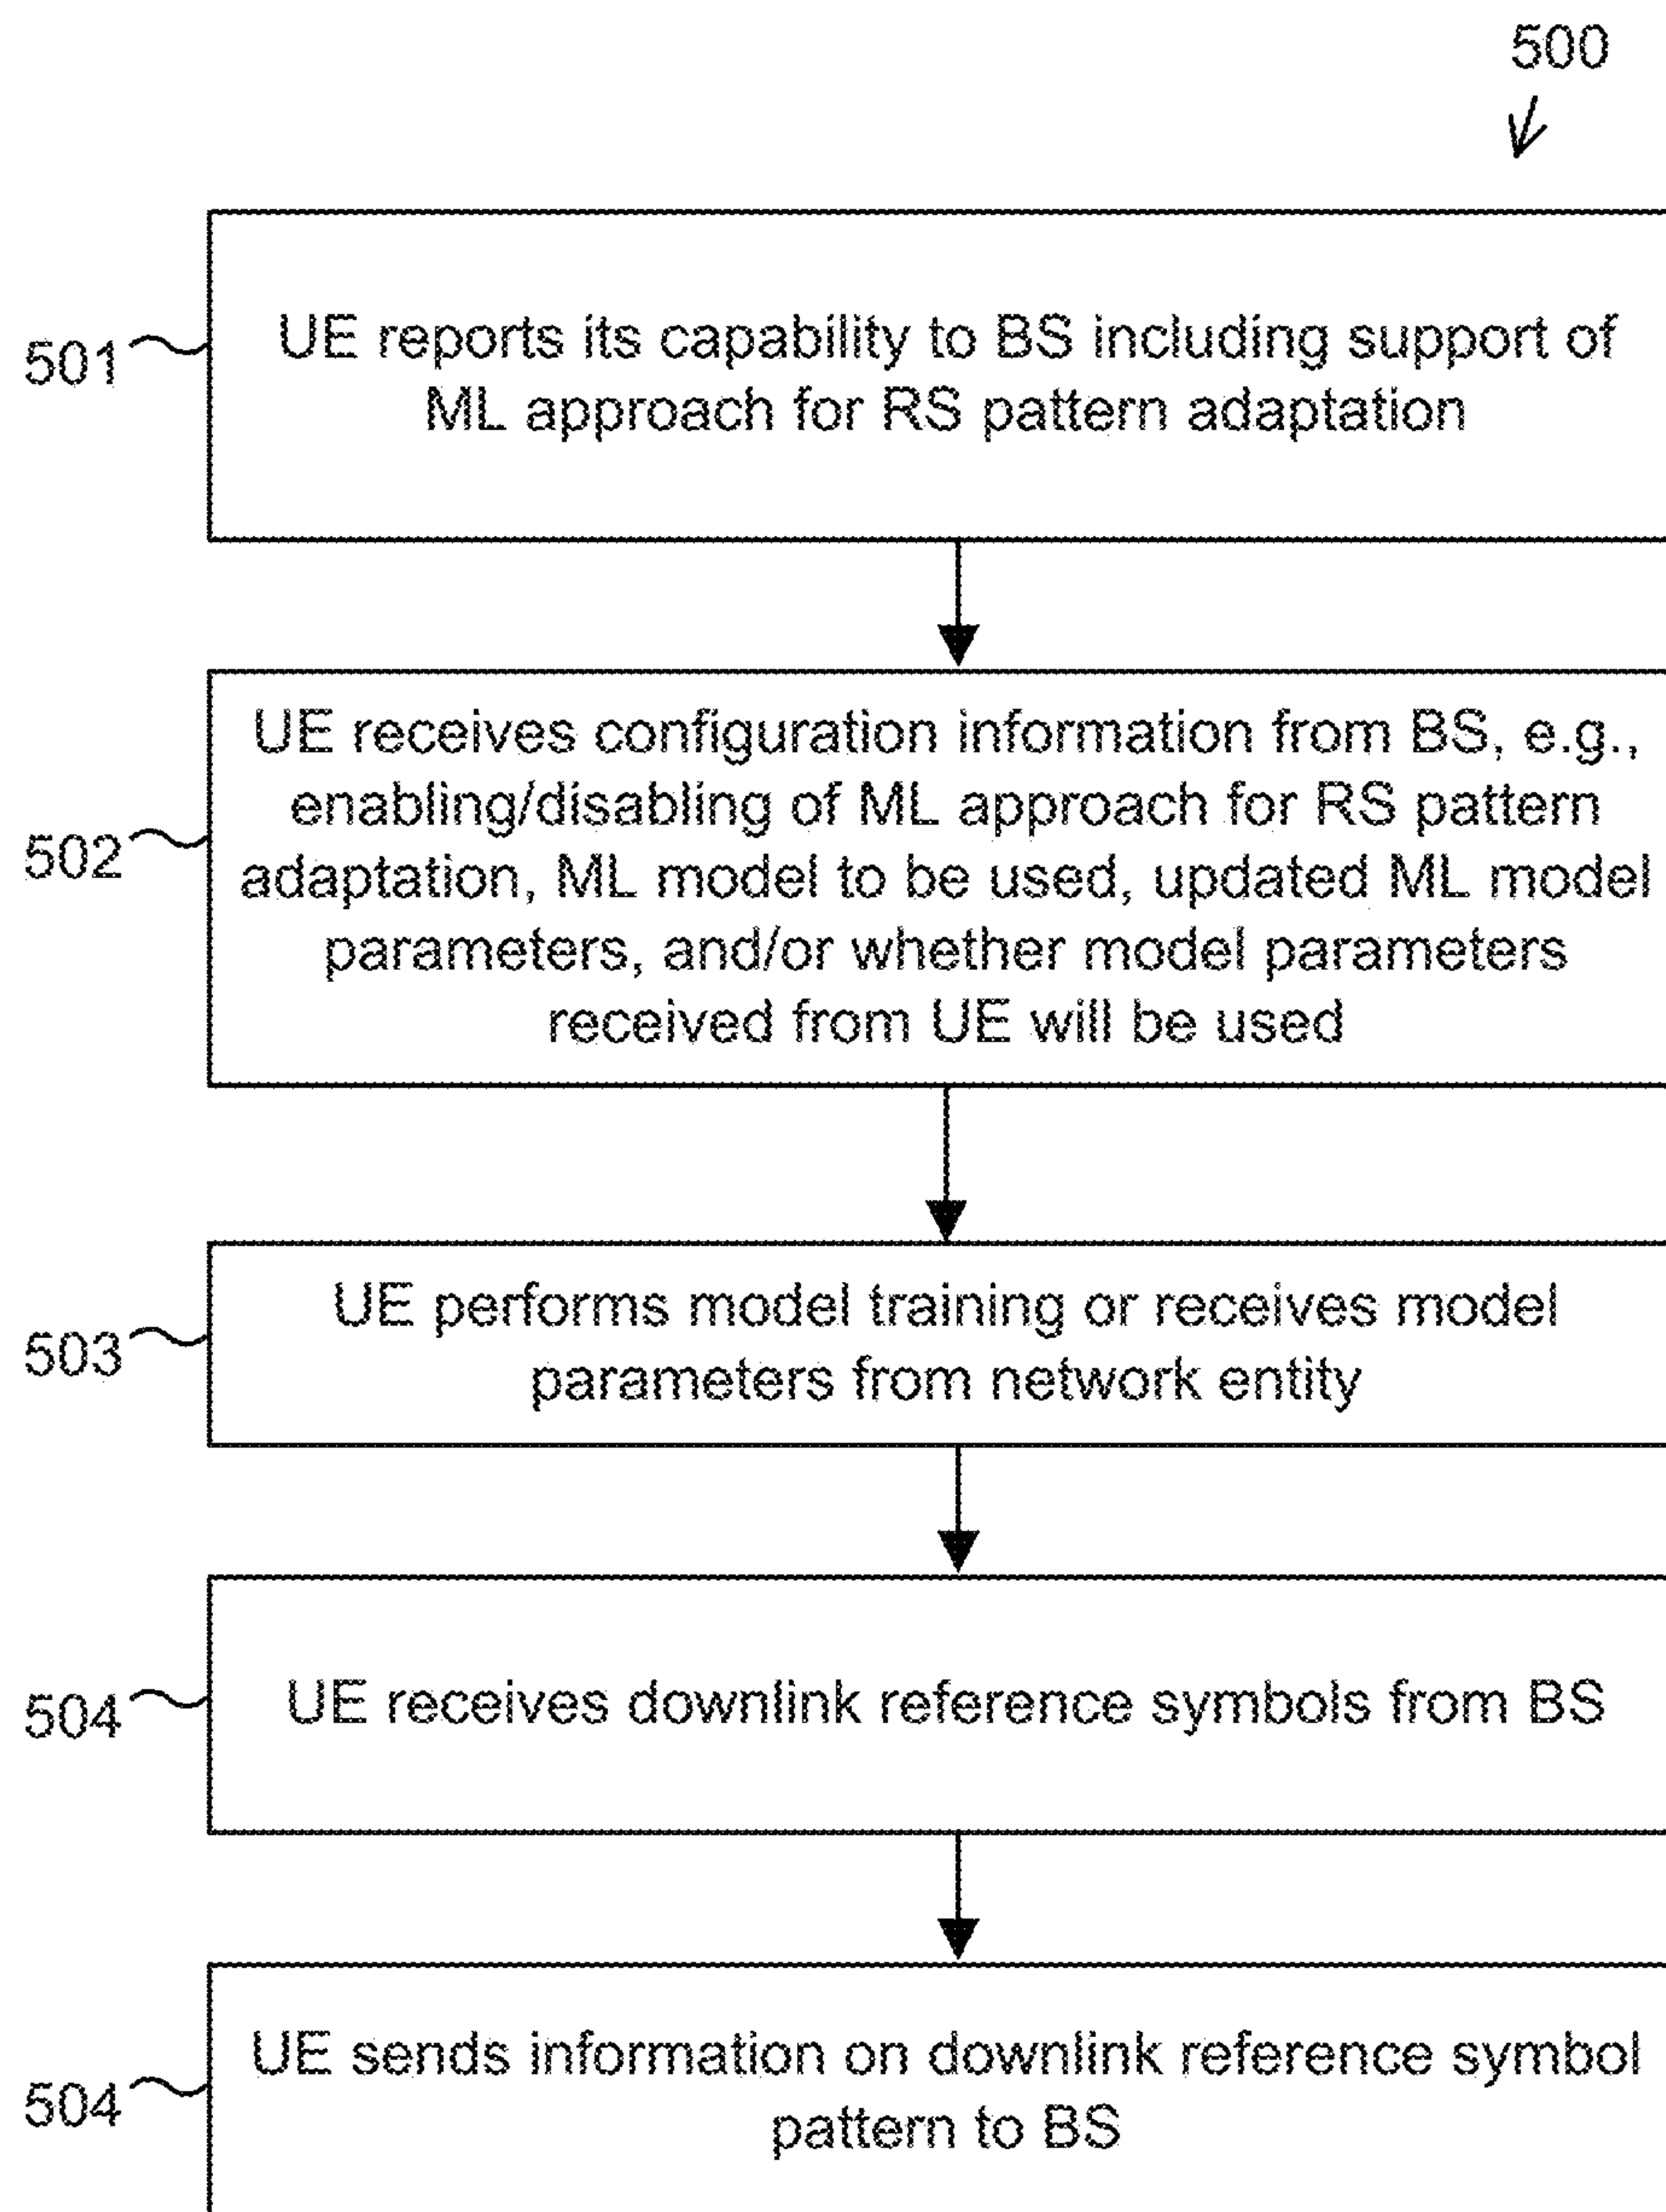 500
501
UE reports its capability to BS including support of
ML approach for RS pattern adaptation
502
UE receives configuration information from BS, e.g.,
enabling/disabling of ML approach for RS pattern
adaptation, ML model to be used, updated ML model
parameters, and/or whether model parameters
received from UE will be used
503
UE performs model training or receives model
parameters from network entity
504
UE receives downlink reference symbols from BS
504
UE sends information on downlink reference symbol
pattern to BS